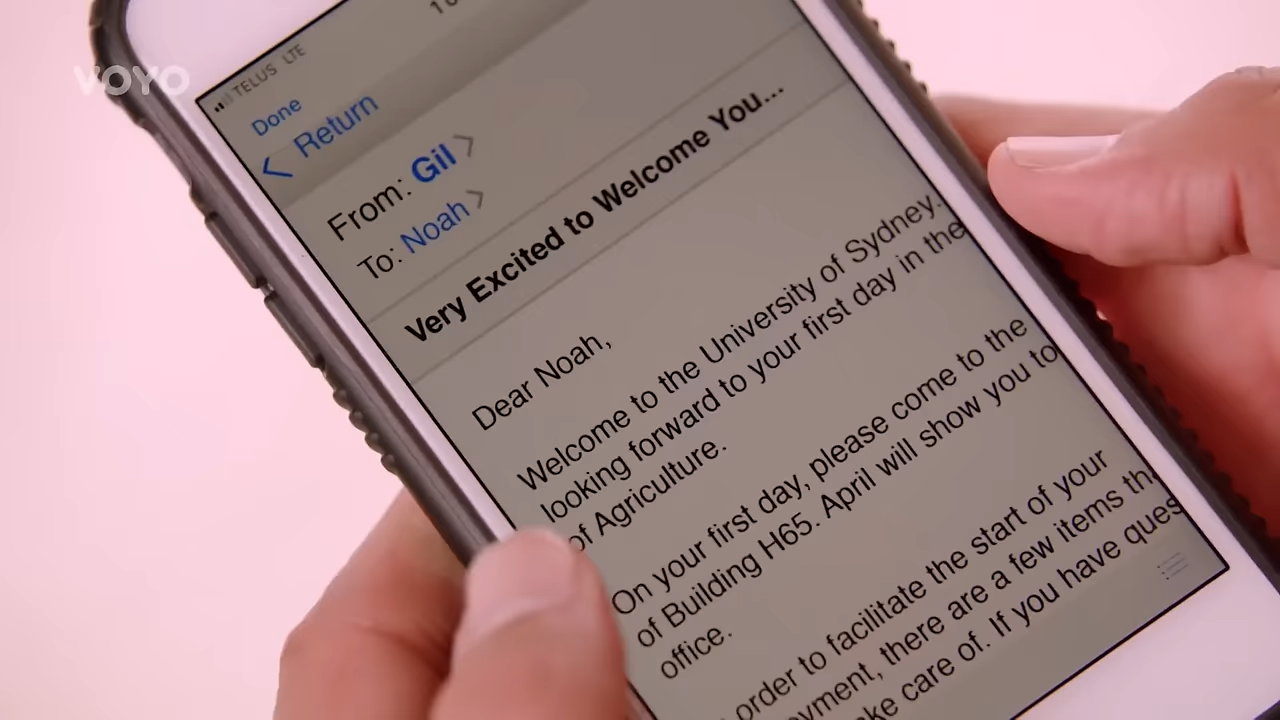 VOYO
TELUS LTE
Done
Return
From: Gil
To: Noah
Very Excited to Welcome You...
Dear Noah,
Welcome to the University of Sydney.
looking forward to your first day in the
of Agriculture.
On your first day, please come to the
of Building H65. April will show you to
office.
order to facilitate the start of your
there are a few items
care of. If you have